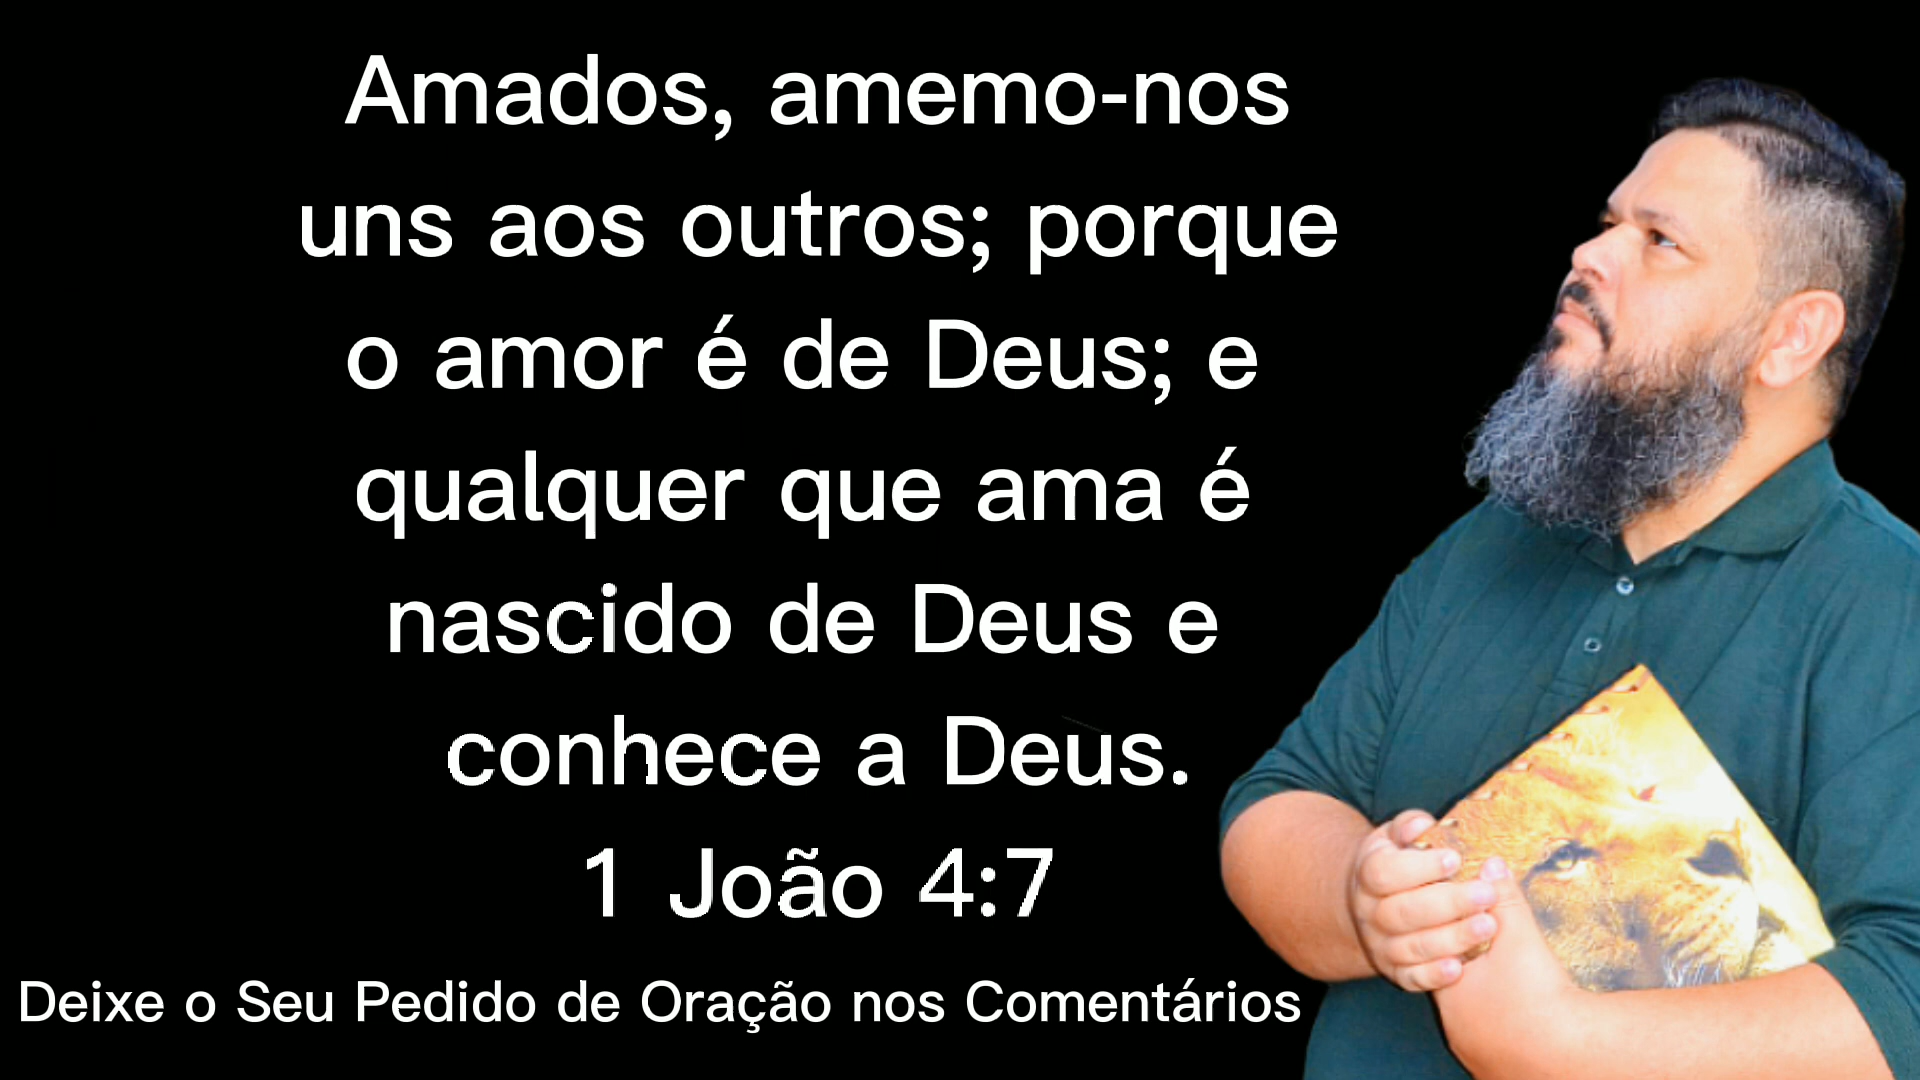 Amados, amemo-nos
uns aos outros; porque
o amor é de Deus; e
qualquer que ama é
nascido de Deus e
conhece a Deus.
1 João 4:7
Deixe o Seu Pedido de Oração nos Comentários